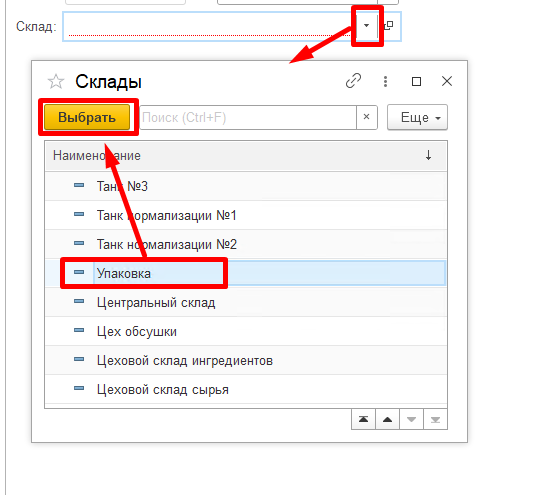 Склад:
Склады
Выбрать
Поиск (Ctrl+F)
×
Еще
Наименование
Танк №3
Танк нормализации №1
Танк нормализации №2
Упаковка
Центральный склад
Цех обсушки
Цеховой склад ингредиентов
Цеховой склад сырья